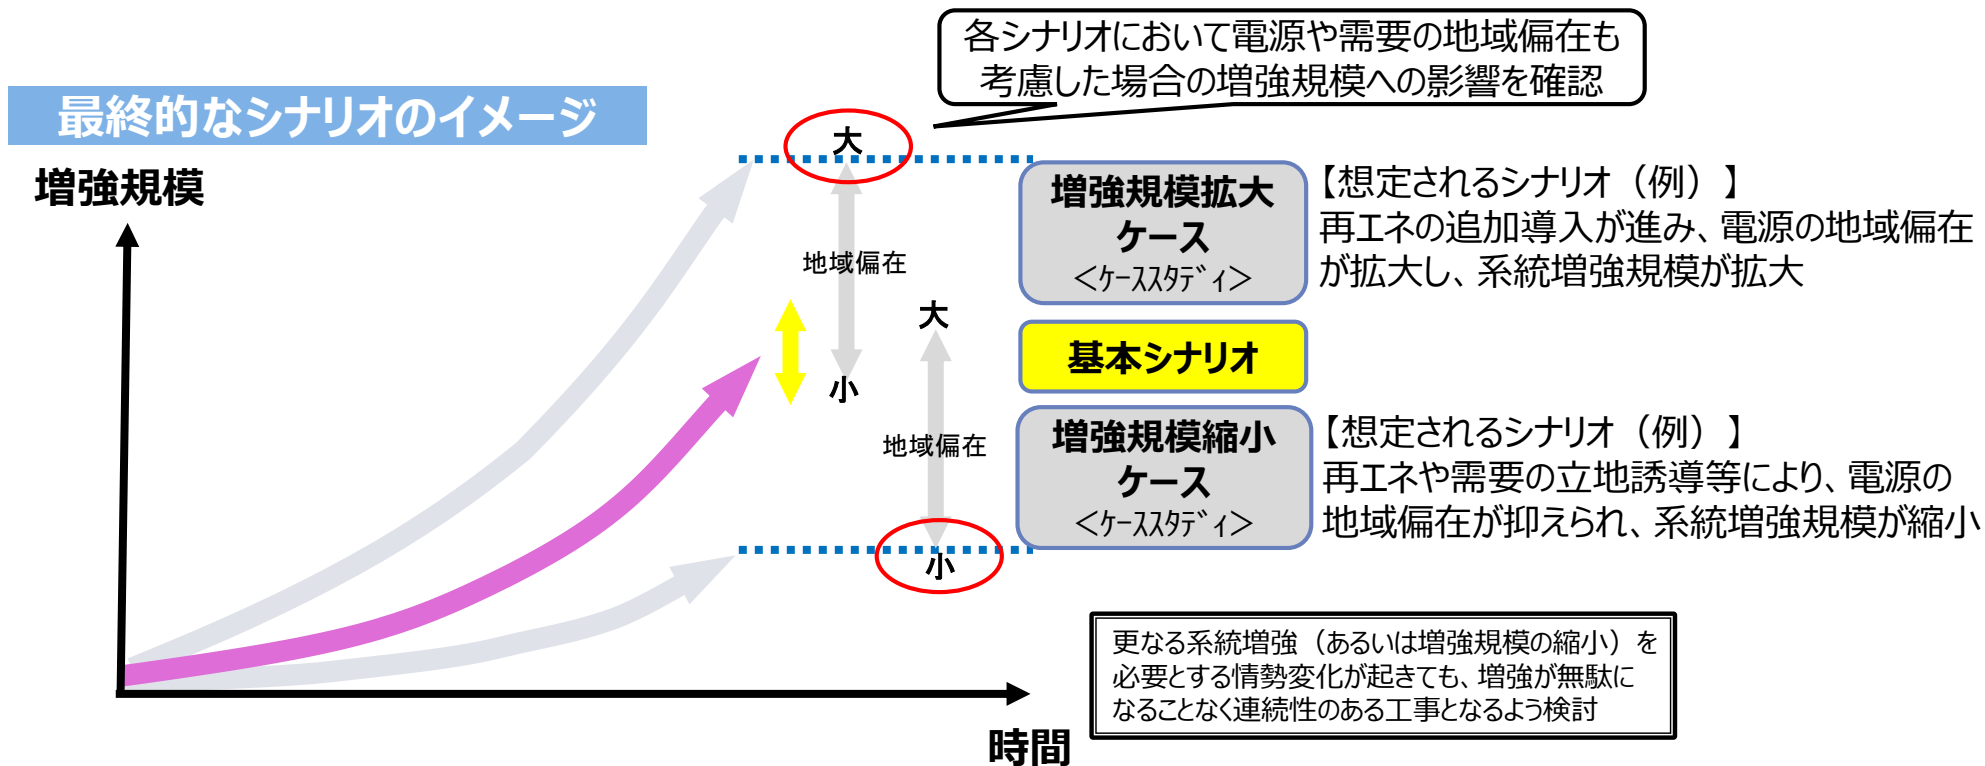 各シナリオにおいて電源や需要の地域偏在も
考慮した場合の増強規模への影響を確認
最終的なシナリオのイメージ
増強規模
大
地域偏在
小
大
地域偏在
小
増強規模拡大
ケース
＜ｹｰｽｽﾀﾃﾞｨ＞
【想定されるシナリオ（例）】
再エネの追加導入が進み、電源の地域偏在
が拡大し、系統増強規模が拡大
基本シナリオ
増強規模縮小
ケース
＜ｹｰｽｽﾀﾃﾞｨ＞
【想定されるシナリオ（例）】
再エネや需要の立地誘導等により、電源の
地域偏在が抑えられ、系統増強規模が縮小
更なる系統増強（あるいは増強規模の縮小）を
必要とする情勢変化が起きても、増強が無駄に
なることなく連続性のある工事となるよう検討
時間